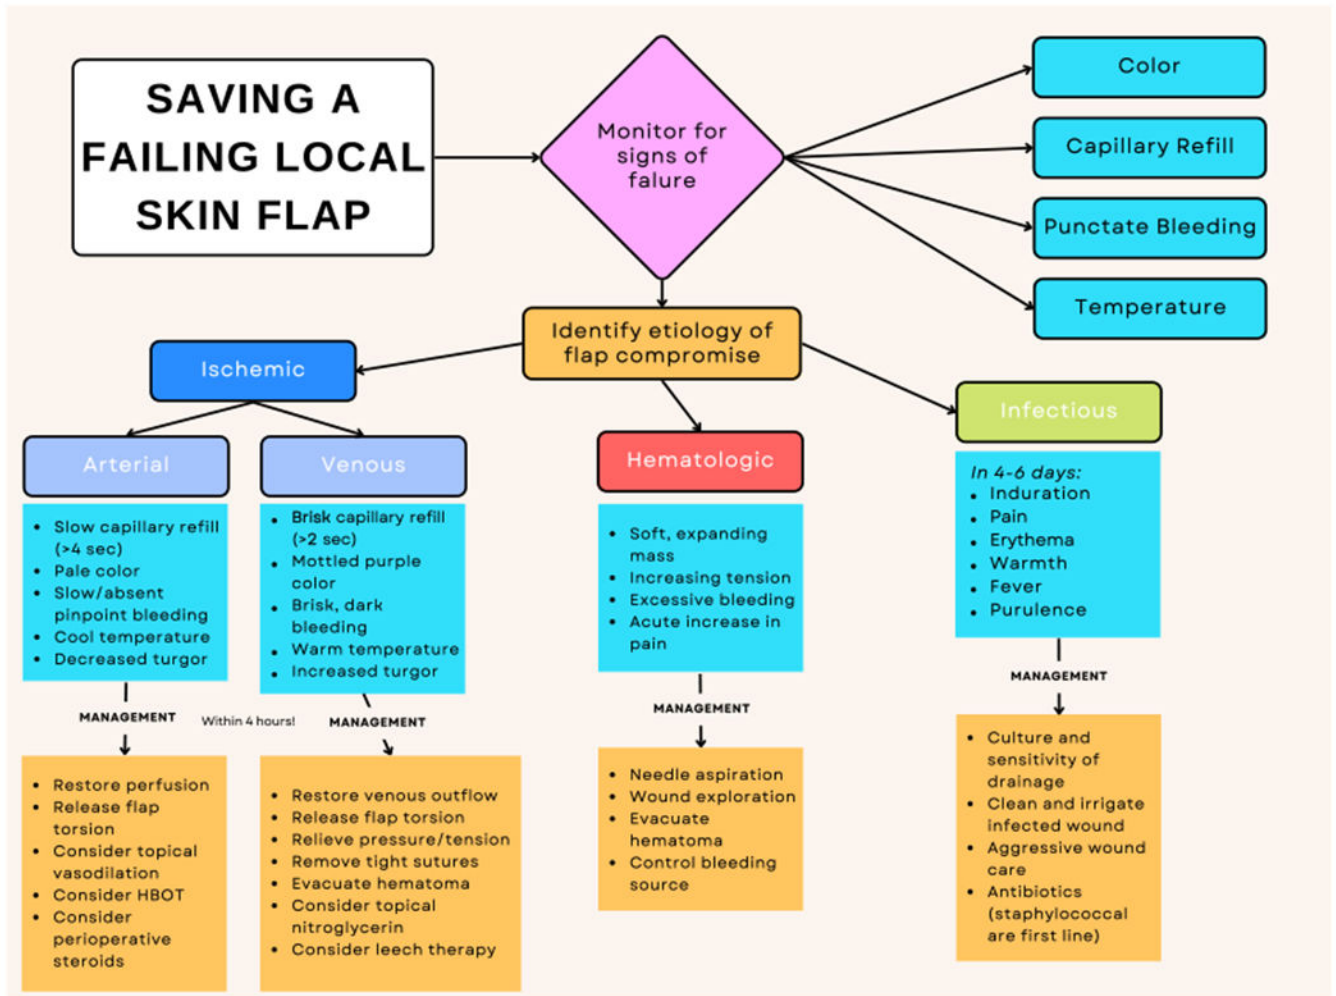 SAVING A
FAILING LOCAL
SKIN FLAP
Monitor for
signs of
falure
Color
Capillary Refill
Punctate Bleeding
Temperature
Identify etiology of
flap compromise
Ischemic
Arterial
• Slow capillary refill
(>4 sec)
• Pale color
• Slow/absent
pinpoint bleeding
• Cool temperature
• Decreased turgor
MANAGEMENT
• Restore perfusion
• Release flap
torsion
• Consider topical
vasodilation
• Consider HBOT
• Consider
perioperative
steroids
Within 4 hours!
Venous
• Brisk capillary refill
(>2 sec)
• Mottled purple
color
• Brisk, dark
bleeding
• Warm temperature
• Increased turgor
MANAGEMENT
• Restore venous outflow
• Release flap torsion
• Relieve pressure/tension
• Remove tight sutures
• Evacuate hematoma
• Consider topical
nitroglycerin
• Consider leech therapy
Hematologic
• Soft, expanding
mass
• Increasing tension
• Excessive bleeding
• Acute increase in
pain
MANAGEMENT
• Needle aspiration
• Wound exploration
• Evacuate
hematoma
• Control bleeding
source
Infectious
In 4-6 days:
• Induration
• Pain
• Erythema
• Warmth
• Fever
• Purulence
MANAGEMENT
• Culture and
sensitivity of
drainage
• Clean and irrigate
infected wound
• Aggressive wound
care
• Antibiotics
(staphylococcal
are first line)